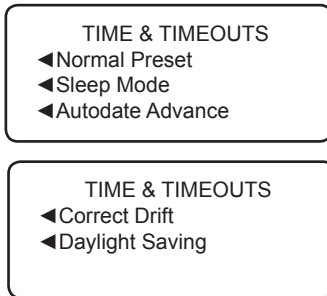 TIME & TIMEOUTS
◄Normal Preset
◄Sleep Mode
◄Autodate Advance
TIME & TIMEOUTS
◄Correct Drift
◄Daylight Saving